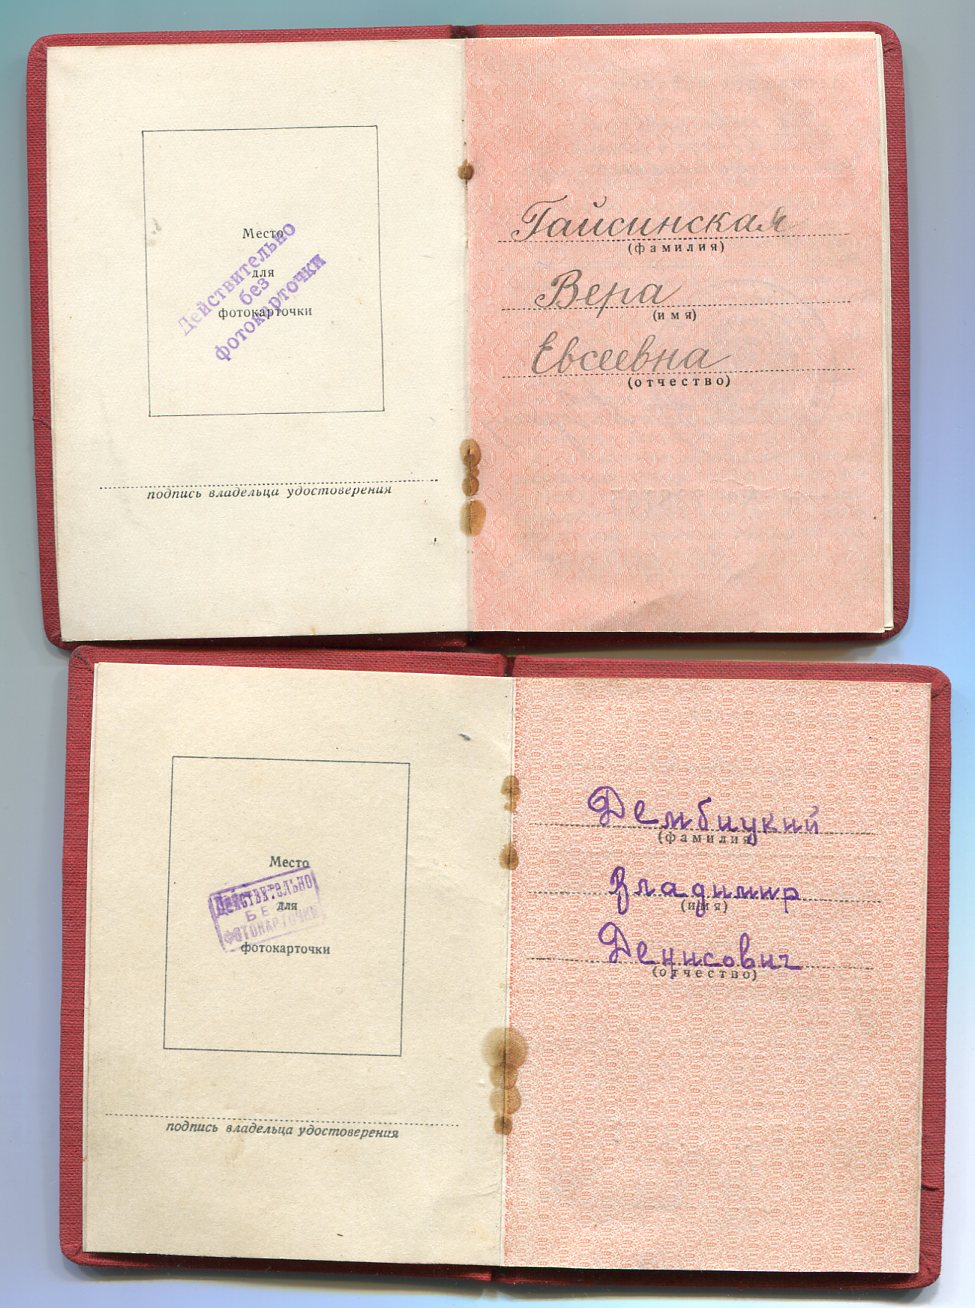 Место
для
фотокарточки
Действительно
без
фотокарточки
подпись владельца удостоверения
Гайсинская
(фамилия)
Вера
(имя)
Евсеевна
(отчество)
Место
для
фотокарточки
ДЕЙСТВИТЕЛЬНО
БЕЗ
ФОТОКАРТОЧКИ
подпись владельца удостоверения
Дембицкий
(фамилия)
Владимир
(имя)
Денисович
(отчество)